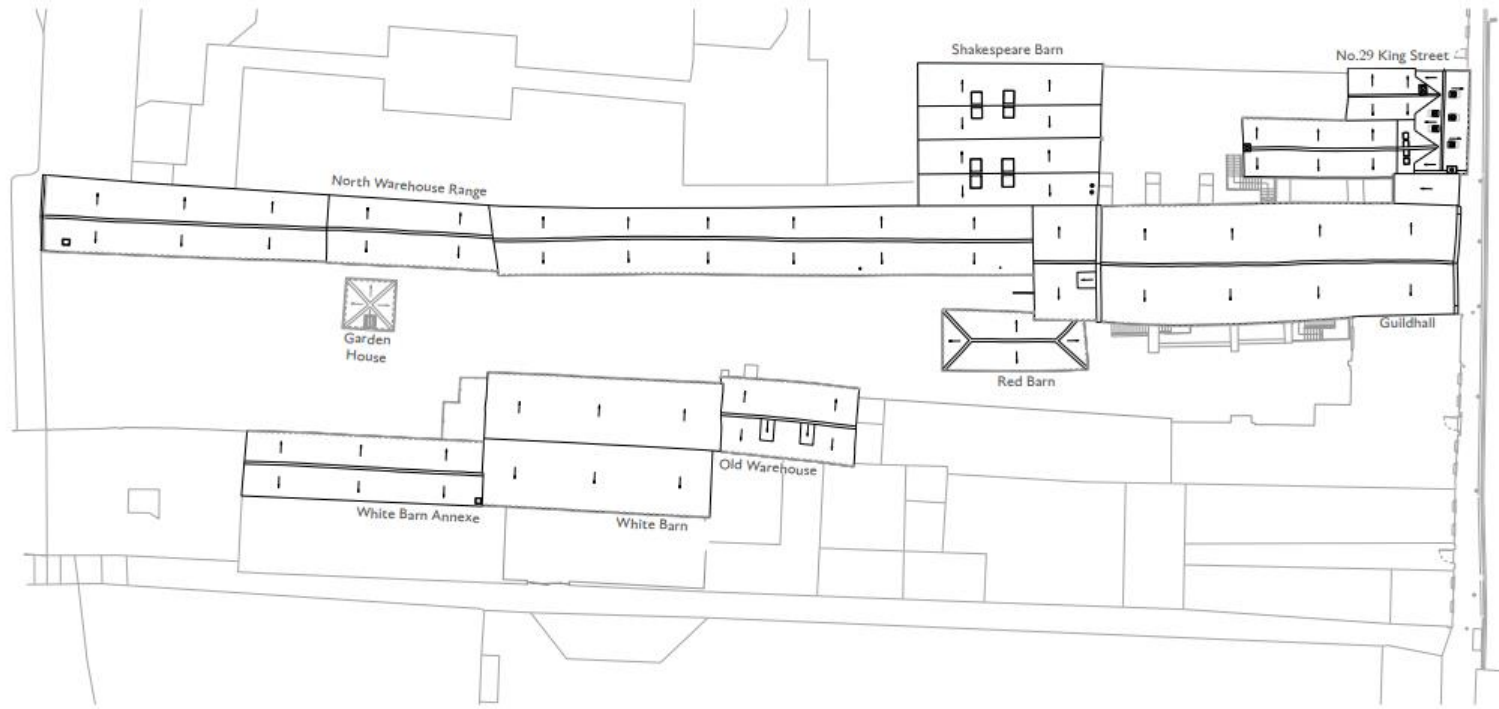 Shakespeare Barn
No.29 King Street
North Warehouse Range
Garden
House
Guildhall
Red Barn
Old Warehouse
White Barn Annexe
White Barn